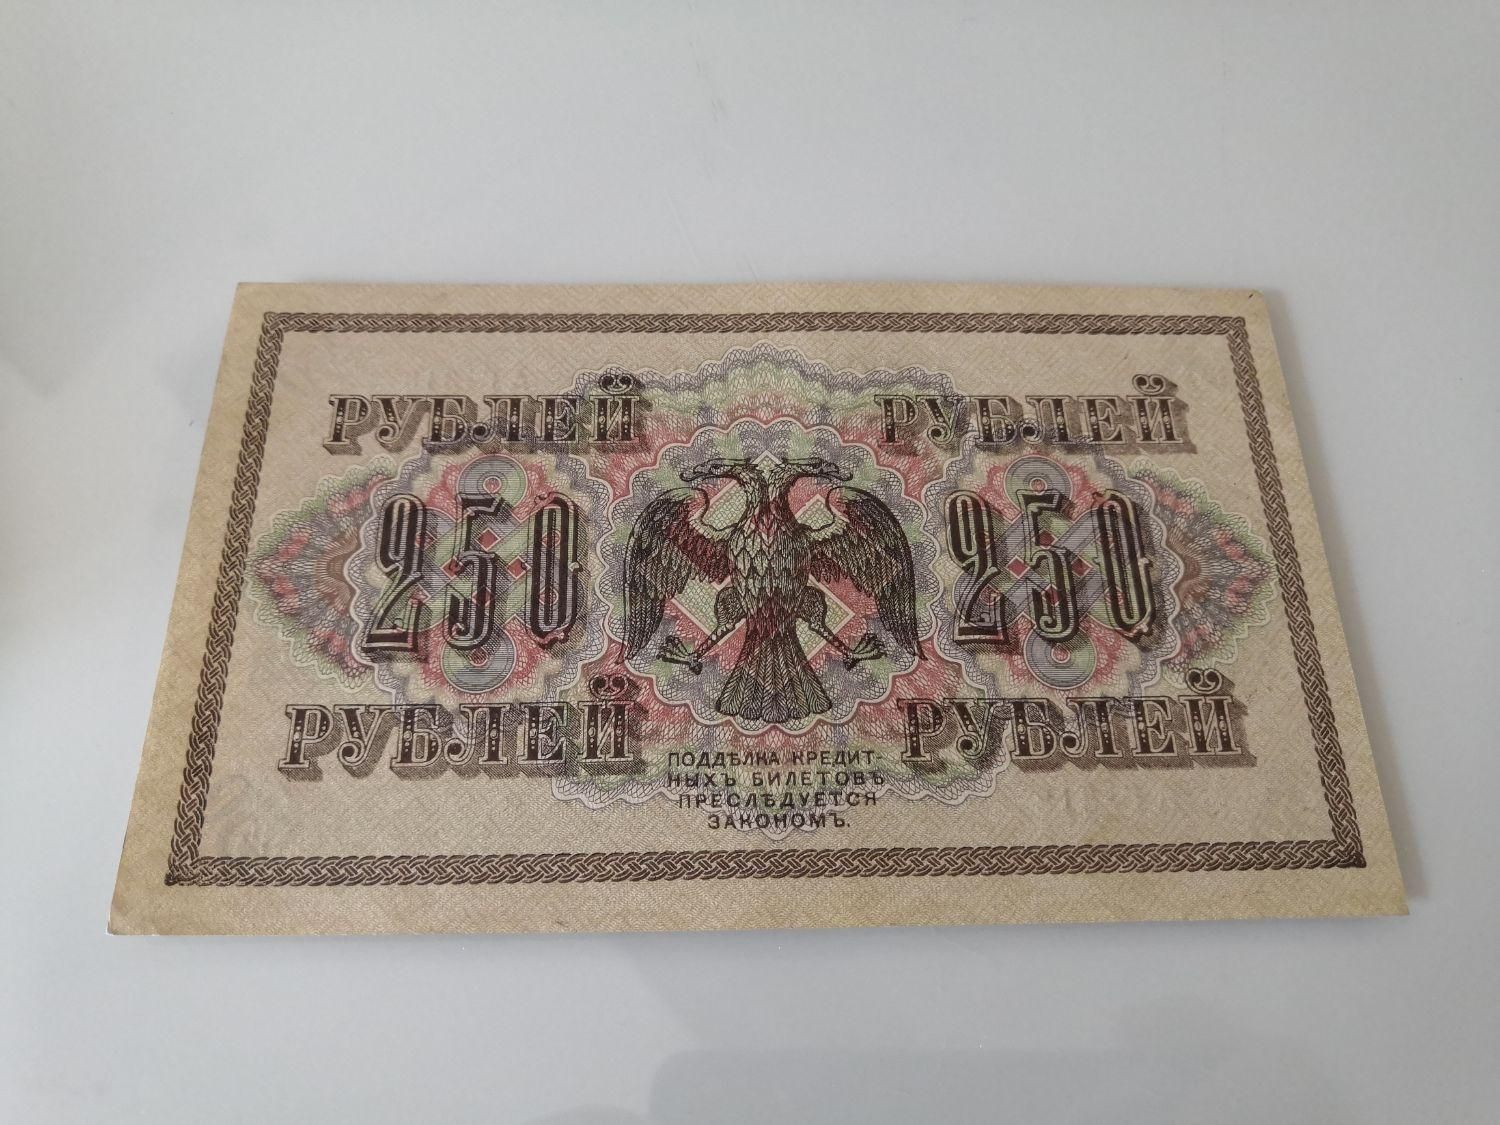 РУБЛЕЙ РУБЛЕЙ
250 250
РУБЛЕЙ РУБЛЕЙ
ПОДДѢЛКА КРЕДИТ-
НЫХЪ БИЛЕТОВЪ
ПРЕСЛѢДУЕТСЯ
ЗАКОНОМЪ.